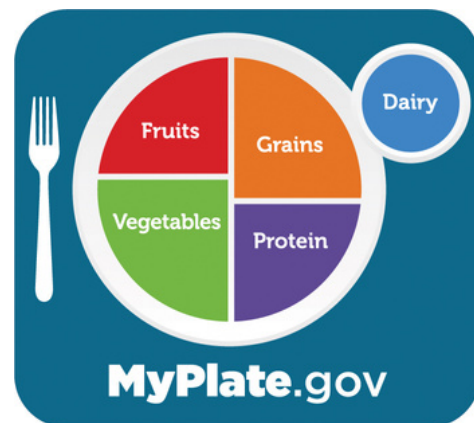 Fruits
Grains
Dairy
Vegetables
Protein
MyPlate.gov